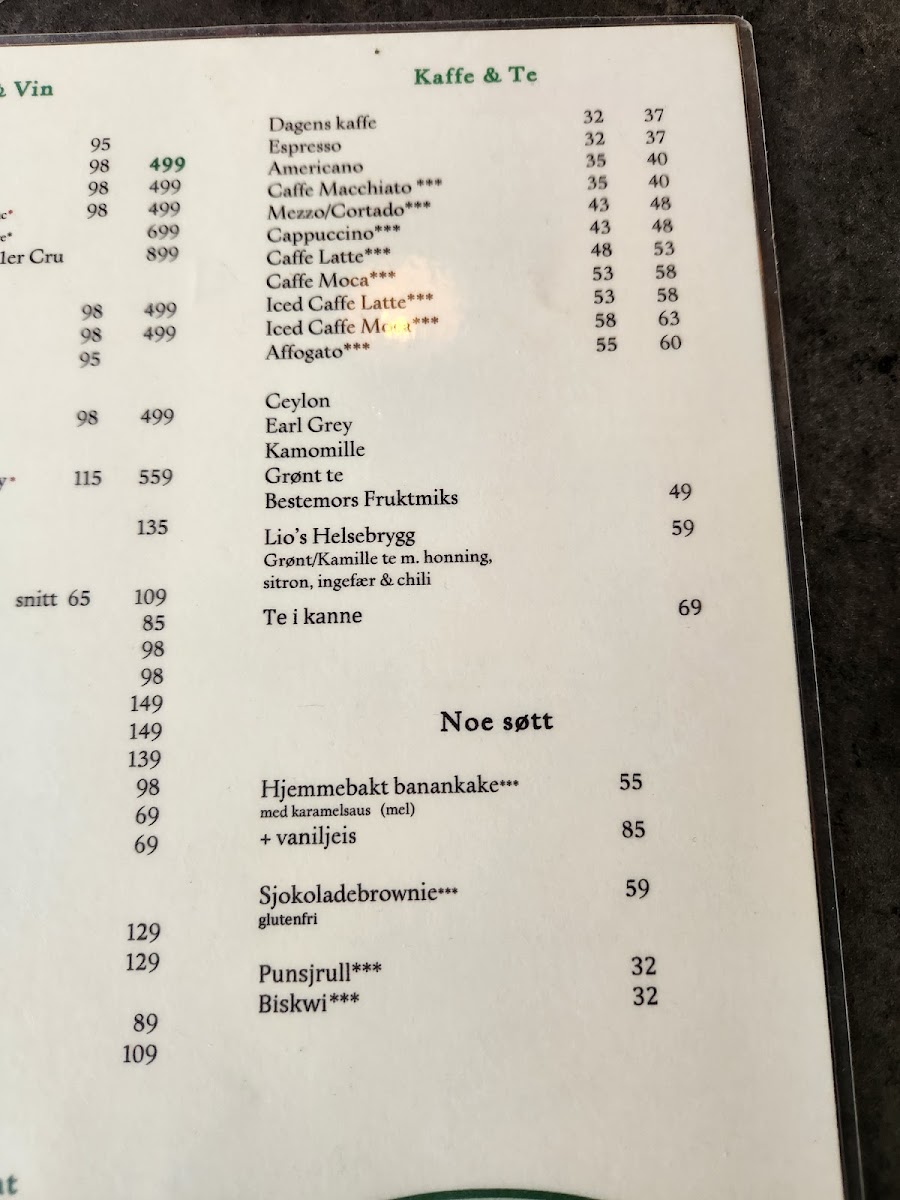 & Vin
95
98 499
98 499
c* 98 499
e* 699
1er Cru 899
98 499
98 499
95
98 499
y* 115 559
135
snitt 65 109
85
98
98
149
149
139
98
69
69
129
129
89
109
Kaffe & Te
Dagens kaffe 32 37
Espresso 32 37
Americano 35 40
Caffe Macchiato *** 35 40
Mezzo/Cortado*** 43 48
Cappuccino*** 43 48
Caffe Latte*** 48 53
Caffe Moca*** 53 58
Iced Caffe Latte*** 53 58
Iced Caffe Moca*** 58 63
Affogato*** 55 60
Ceylon
Earl Grey
Kamomille
Grønt te
Bestemors Fruktmiks 49
Lio's Helsebrygg 59
Grønt/Kamille te m. honning,
sitron, ingefær & chili
Te i kanne 69
Noe søtt
Hjemmebakt banankake*** 55
med karamelsaus (mel)
+ vaniljeis 85
Sjokoladebrownie*** 59
glutenfri
Punsjrull*** 32
Biskwi*** 32